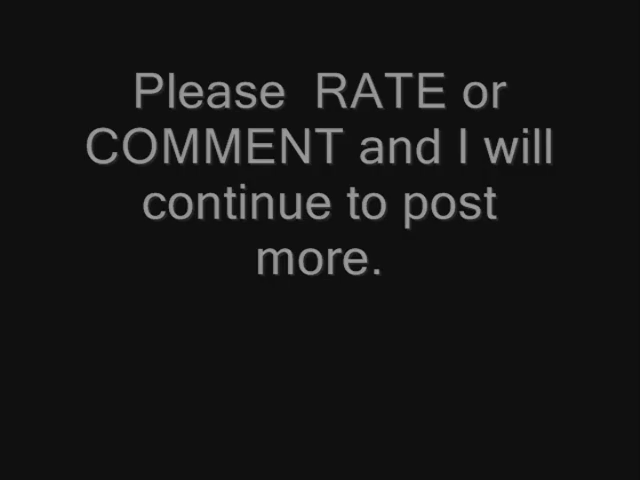 Please  RATE or
COMMENT and I will
continue to post
more.